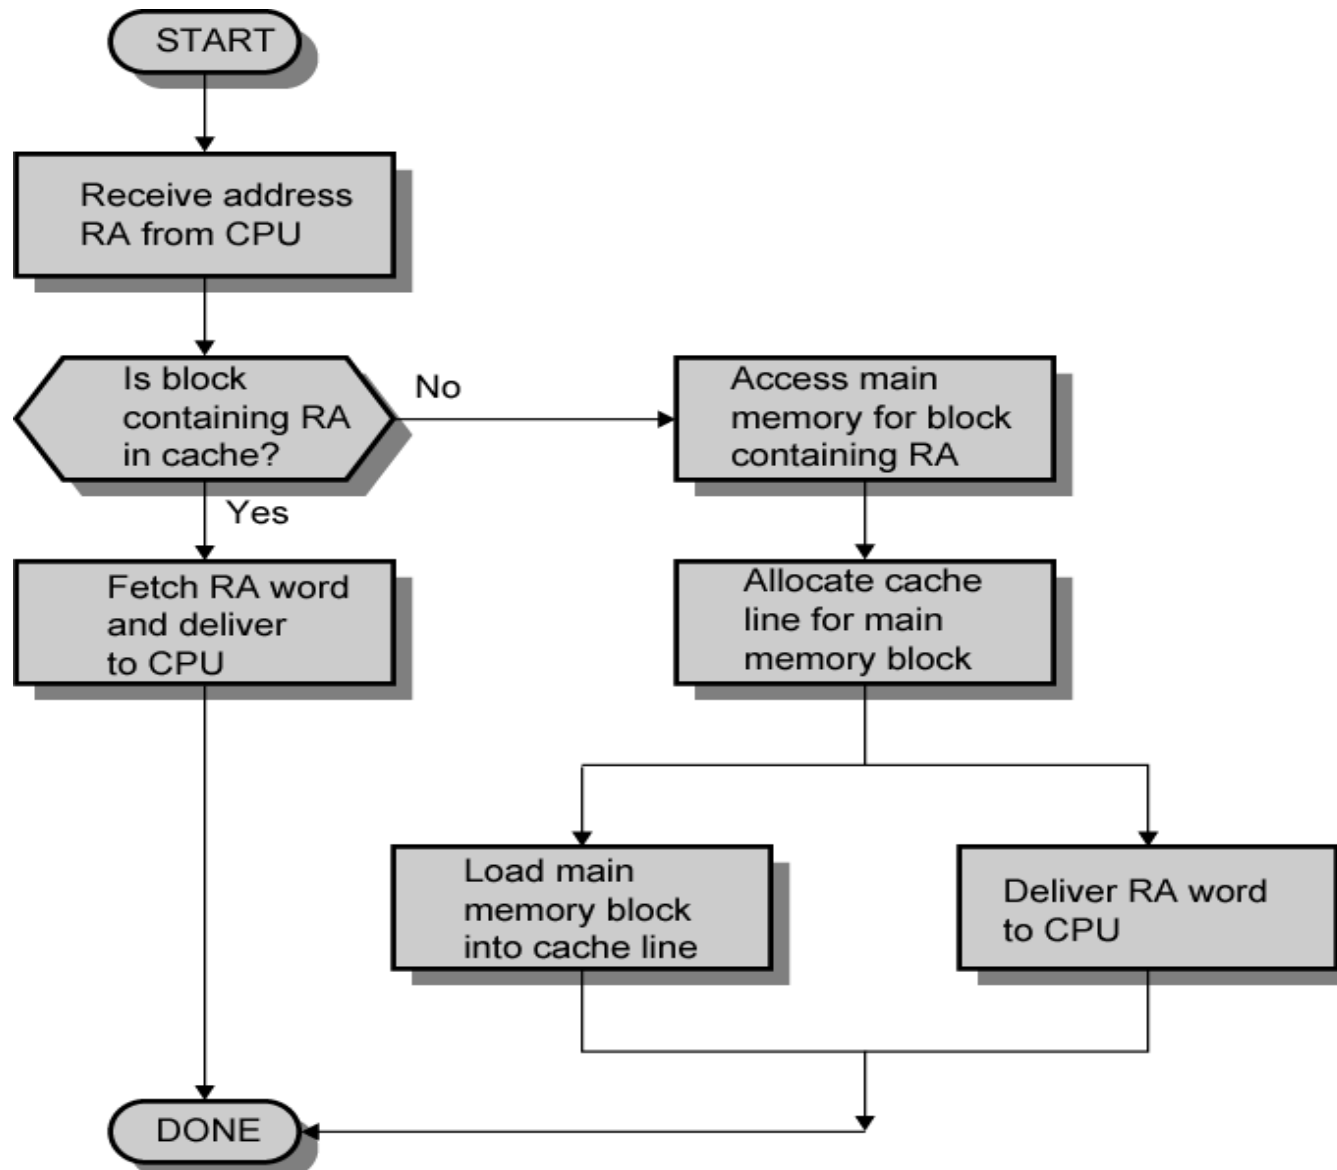 START
Receive address
RA from CPU
Is block
containing RA
in cache?
No
Access main
memory for block
containing RA
Yes
Fetch RA word
and deliver
to CPU
Allocate cache
line for main
memory block
Load main
memory block
into cache line
Deliver RA word
to CPU
DONE